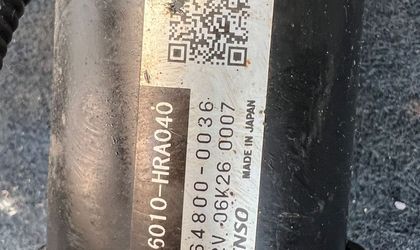 6010-HRA040
64800-0036
V 06K26 0007
MADE IN JAPAN
NSO